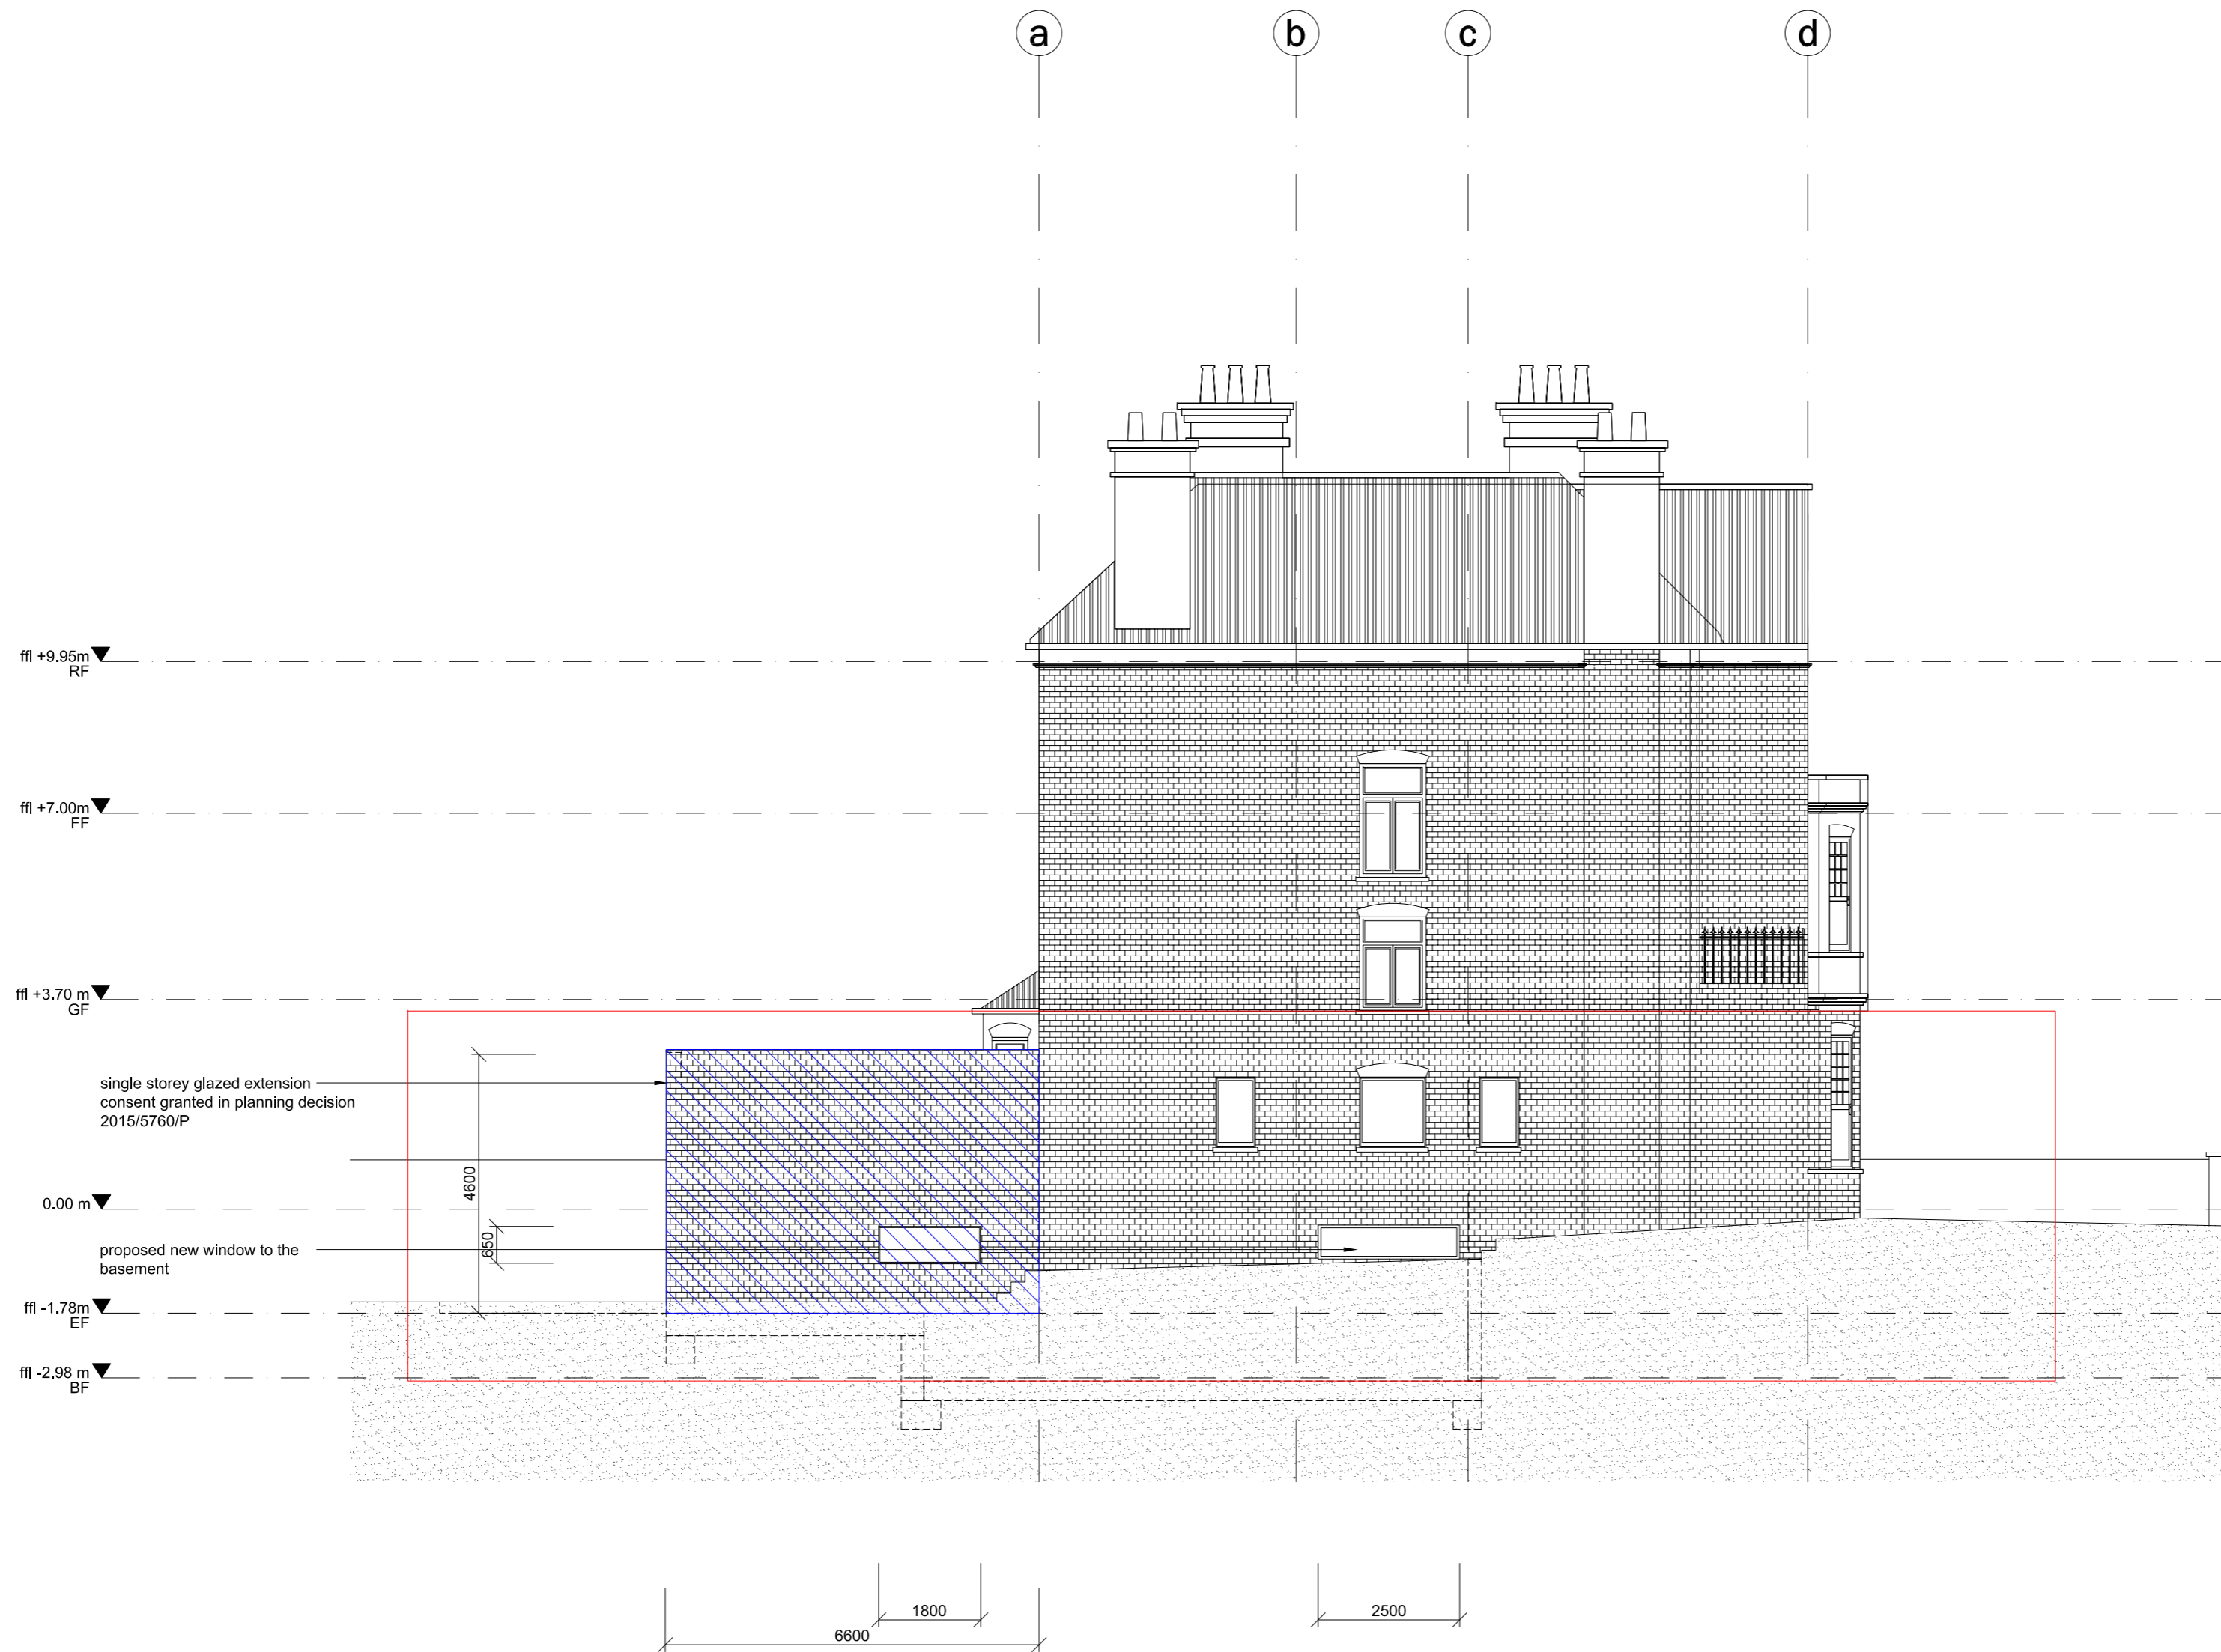 a
b
c
d
ffl +9.95m
RF
ffl +7.00m
FF
ffl +3.70 m
GF
single storey glazed extension
consent granted in planning decision
2015/5760/P
4600
0.00 m
650
proposed new window to the
basement
ffl -1.78m
EF
ffl -2.98 m
BF
1800
2500
6600